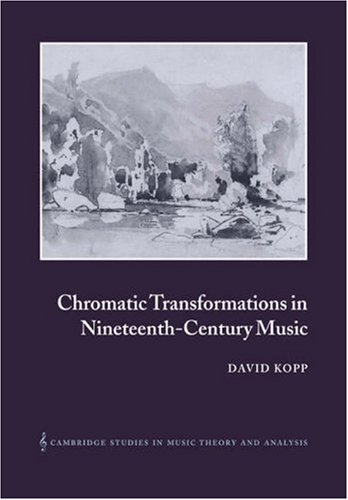 Chromatic Transformations in
Nineteenth-Century Music
DAVID KOPP
CAMBRIDGE STUDIES IN MUSIC THEORY AND ANALYSIS